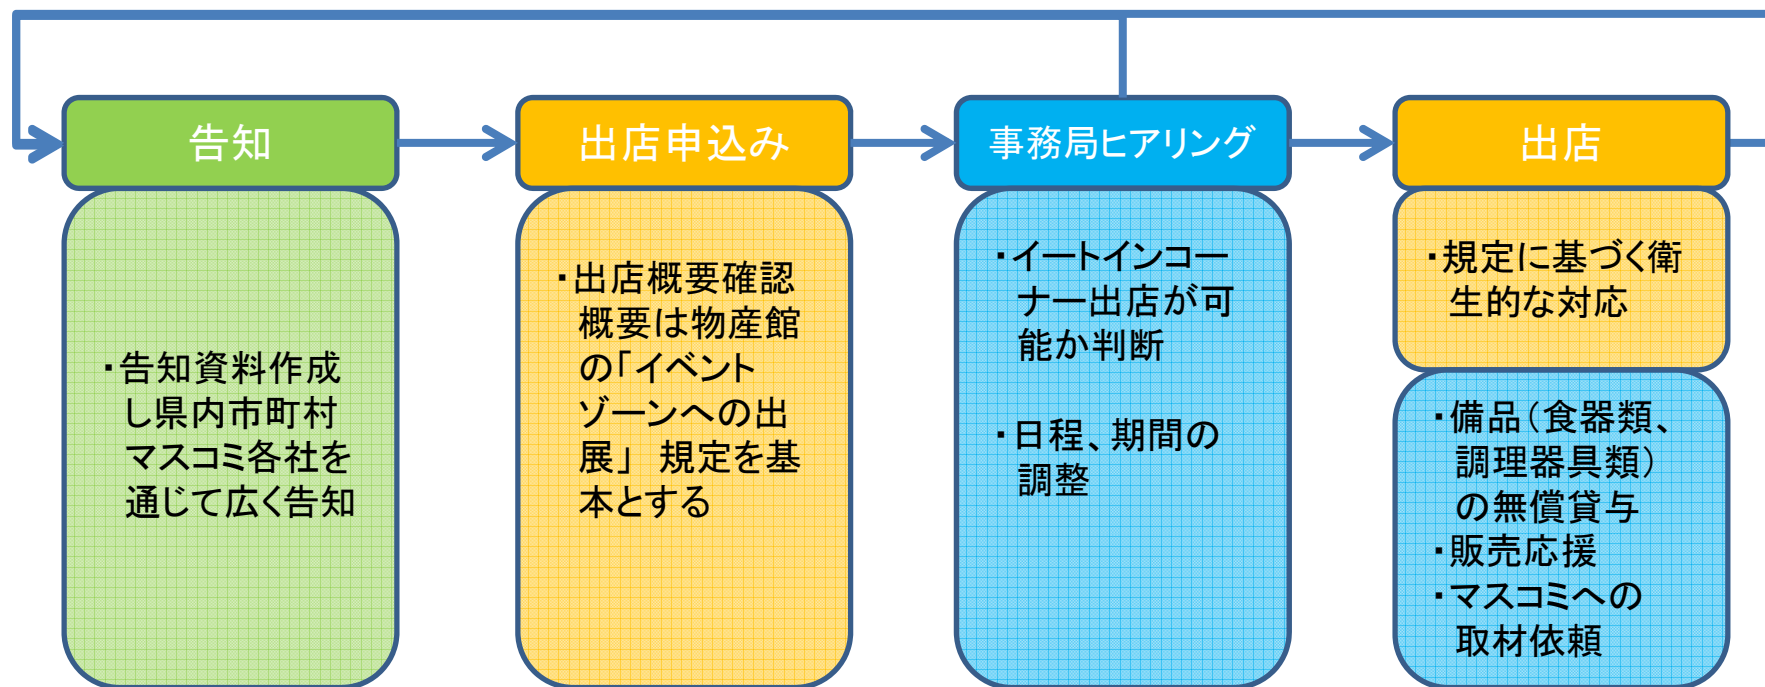 告知
出店申込み
事務局ヒアリング
出店
・告知資料作成
し県内市町村
マスコミ各社を
通じて広く告知
・出店概要確認
概要は物産館
の「イベント
ゾーンへの出
展」 規定を基
本とする
・イートインコー
ナー出店が可
能か判断
・日程、期間の
調整
・規定に基づく衛
生的な対応
・備品（食器類、
調理器具類）
の無償貸与
・販売応援
・マスコミへの
取材依頼